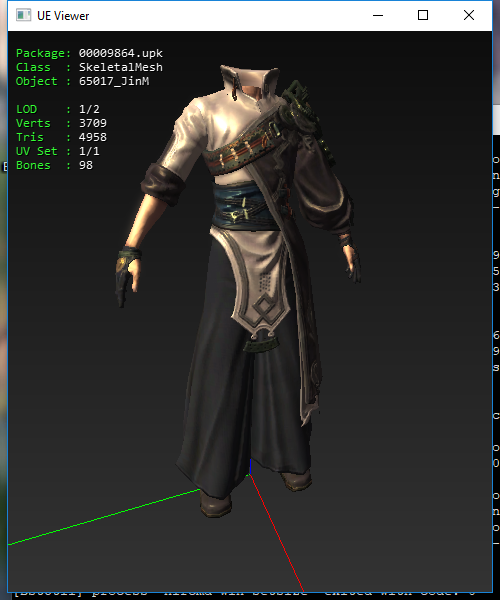 UE Viewer
Package: 00009864.upk
Class : SkeletalMesh
Object : 65017_JinM
LOD : 1/2
Verts : 3709
Tris : 4958
UV Set : 1/1
Bones : 98